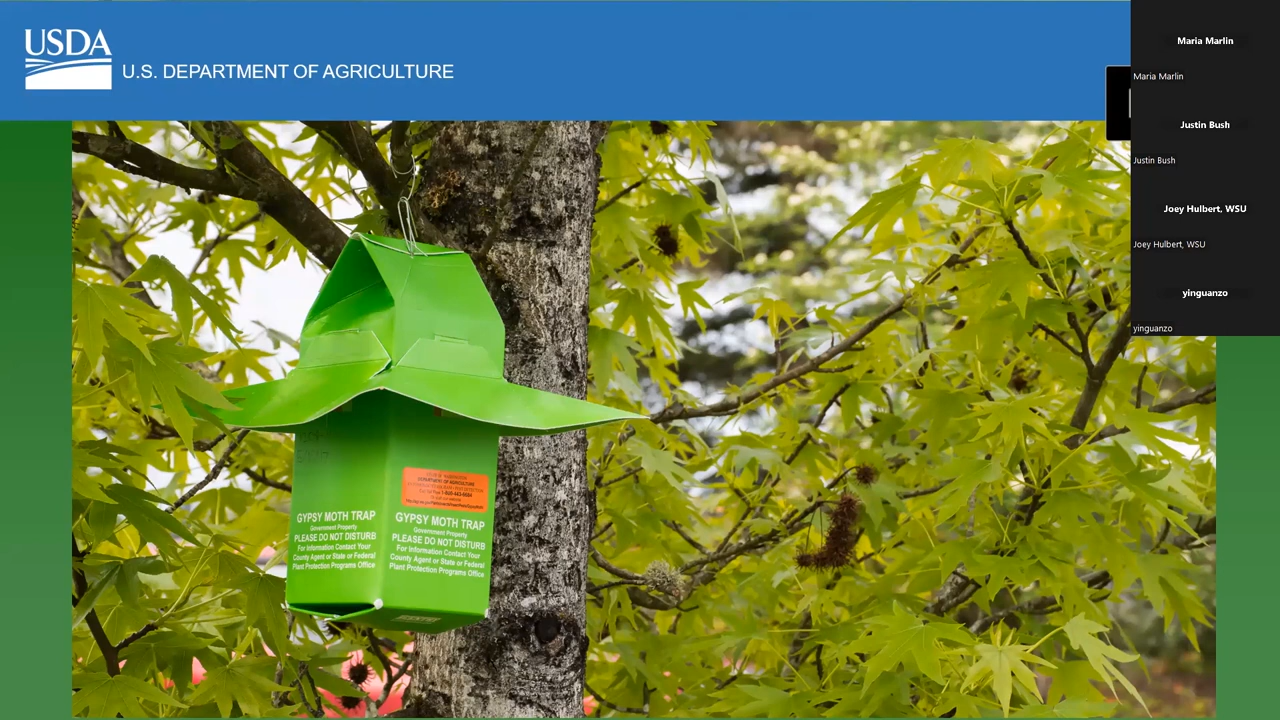 USDA
U.S. DEPARTMENT OF AGRICULTURE
Maria Marlin
Maria Marlin
Justin Bush
Justin Bush
Joey Hulbert, WSU
Joey Hulbert, WSU
yinguanzo
yinguanzo
DEPARTMENT OF AGRICULTURE
GYPSY MOTH TRAP
Government Property
PLEASE DO NOT DISTURB
For Information Contact Your
County Agent or State or Federal
Plant Protection Programs Office
GYPSY MOTH TRAP
Government Property
PLEASE DO NOT DISTURB
For Information Contact Your
County Agent or State or Federal
Plant Protection Programs Office